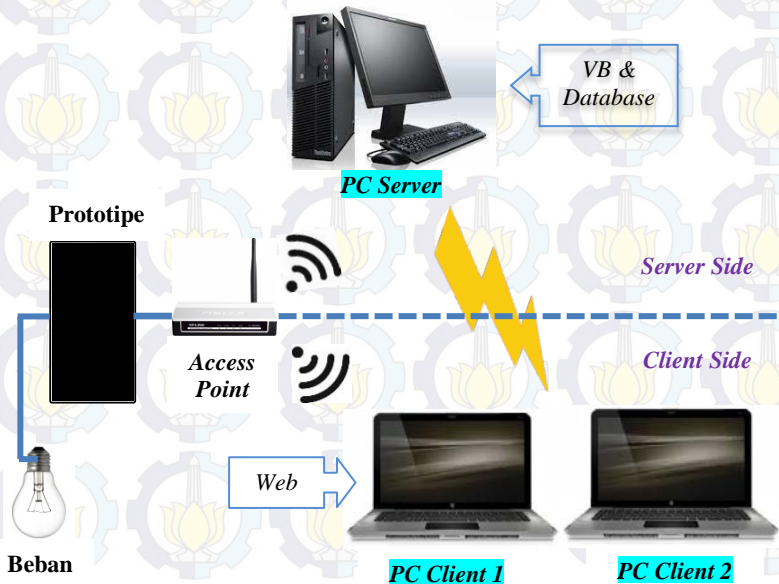 VB &
Database
PC Server
Prototipe
Server Side
Access
Point
Client Side
Web
Beban
PC Client 1
PC Client 2